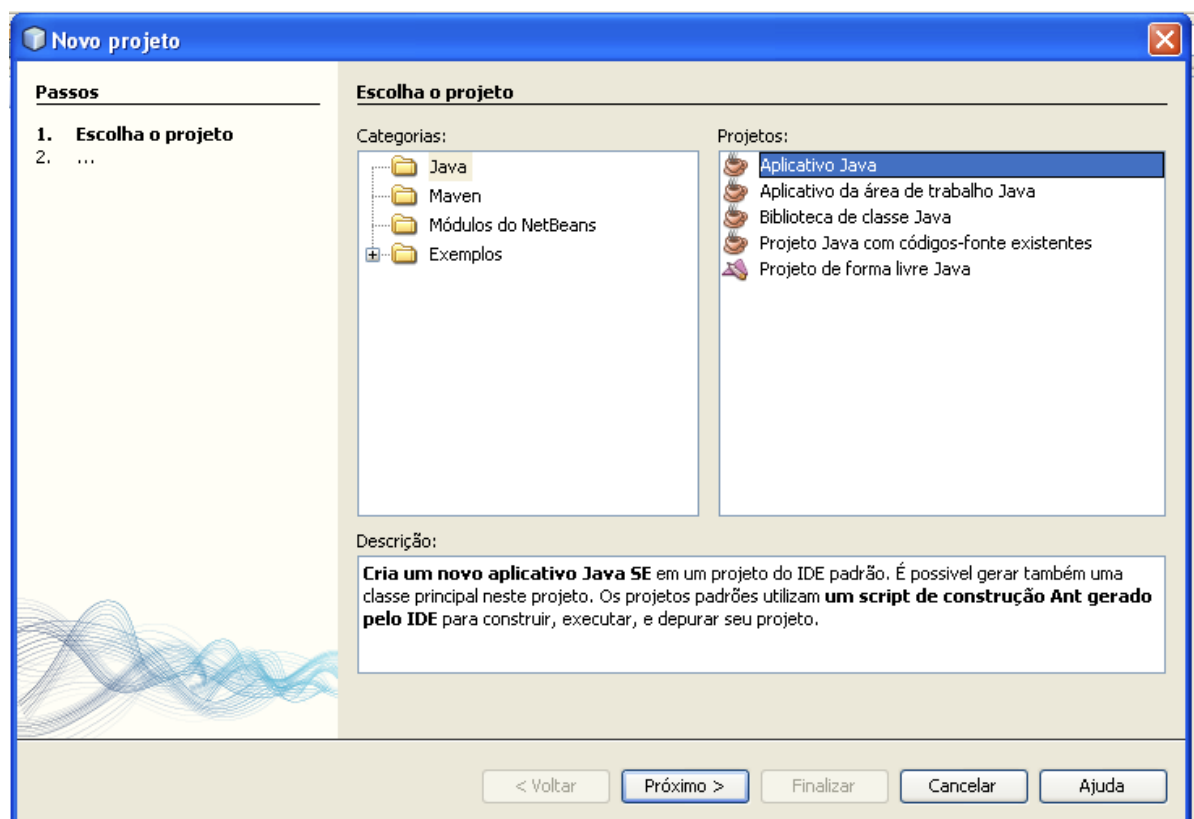 Novo projeto
Passos
1. Escolha o projeto
2. ...
Escolha o projeto
Categorias:
Java
Maven
Módulos do NetBeans
Exemplos
Projetos:
Aplicativo Java
Aplicativo da área de trabalho Java
Biblioteca de classe Java
Projeto Java com códigos-fonte existentes
Projeto de forma livre Java
Descrição:
Cria um novo aplicativo Java SE em um projeto do IDE padrão. É possivel gerar também uma
classe principal neste projeto. Os projetos padrões utilizam um script de construção Ant gerado
pelo IDE para construir, executar, e depurar seu projeto.
< Voltar
Próximo >
Finalizar
Cancelar
Ajuda